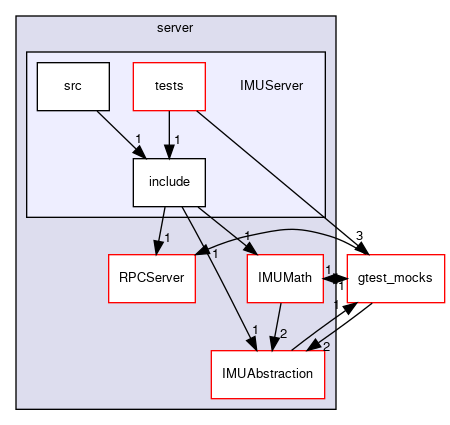 server
src
tests
IMUServer
1
1
include
1
1
1
3
RPCServer
IMUMath
1
1
gtest_mocks
1
2
1
2
IMUAbstraction